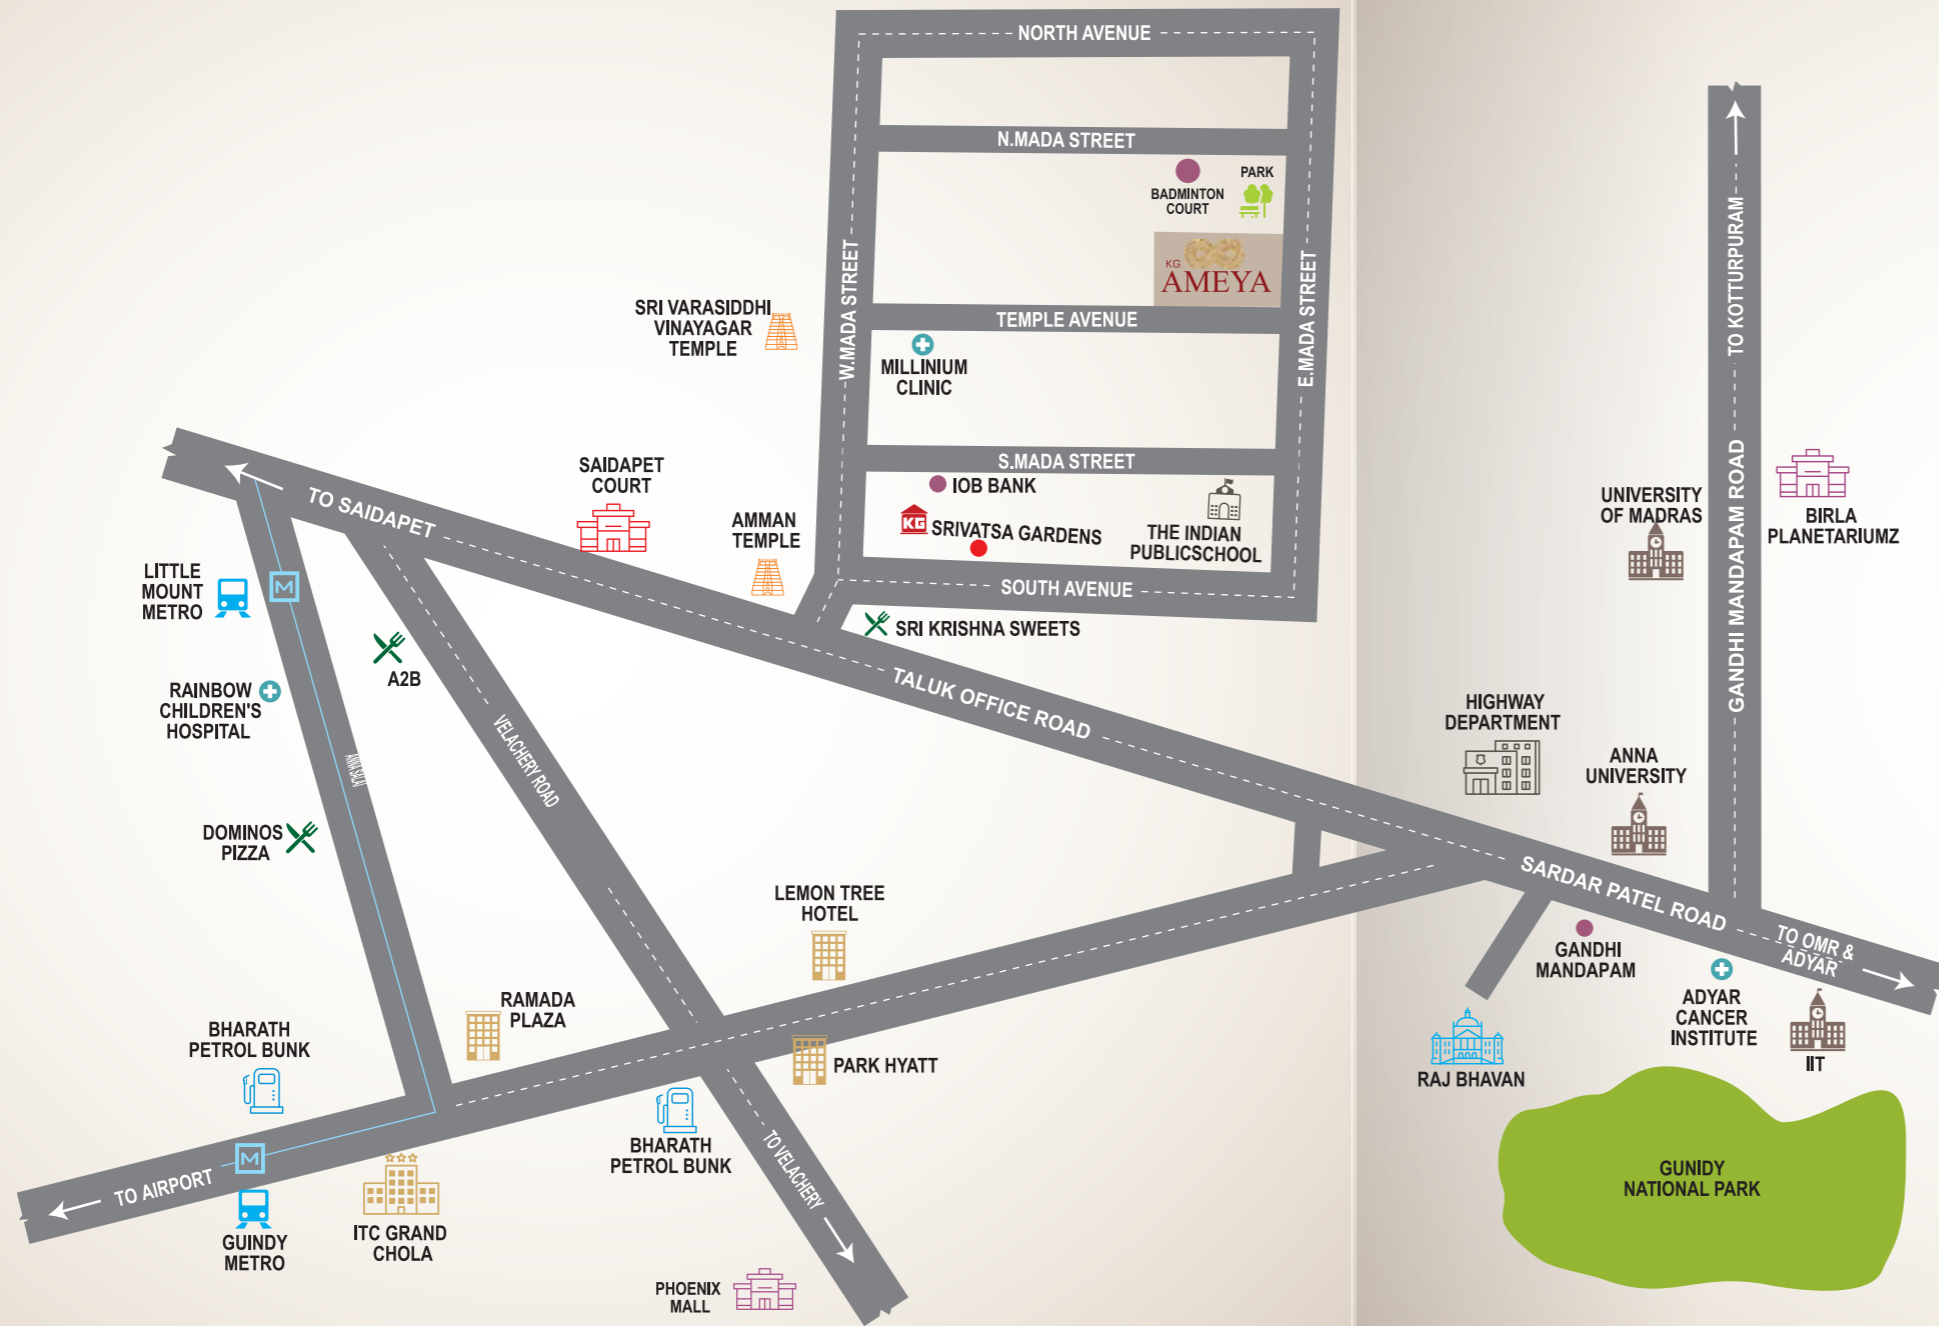 NORTH AVENUE
N.MADA STREET
BADMINTON
COURT
PARK
KG
AMEYA
W.MADA STREET
E.MADA STREET
TEMPLE AVENUE
SRI VARASIDDHI
VINAYAGAR
TEMPLE
MILLINIUM
CLINIC
S.MADA STREET
IOB BANK
KG
SRIVATSA GARDENS
THE INDIAN
PUBLICSCHOOL
SOUTH AVENUE
SRI KRISHNA SWEETS
SAIDAPET
COURT
AMMAN
TEMPLE
TO SAIDAPET
TALUK OFFICE ROAD
LITTLE
MOUNT
METRO
M
A2B
RAINBOW
CHILDREN'S
HOSPITAL
ANNA SALAI
VELACHERY ROAD
DOMINOS
PIZZA
LEMON TREE
HOTEL
RAMADA
PLAZA
BHARATH
PETROL BUNK
PARK HYATT
BHARATH
PETROL BUNK
TO VELACHERY
TO AIRPORT
M
GUINDY
METRO
ITC GRAND
CHOLA
PHOENIX
MALL
TO KOTTURPURAM
GANDHI MANDAPAM ROAD
UNIVERSITY
OF MADRAS
BIRLA
PLANETARIUMZ
HIGHWAY
DEPARTMENT
ANNA
UNIVERSITY
SARDAR PATEL ROAD
TO OMR &
ADYAR
GANDHI
MANDAPAM
ADYAR
CANCER
INSTITUTE
IIT
RAJ BHAVAN
GUNIDY
NATIONAL PARK